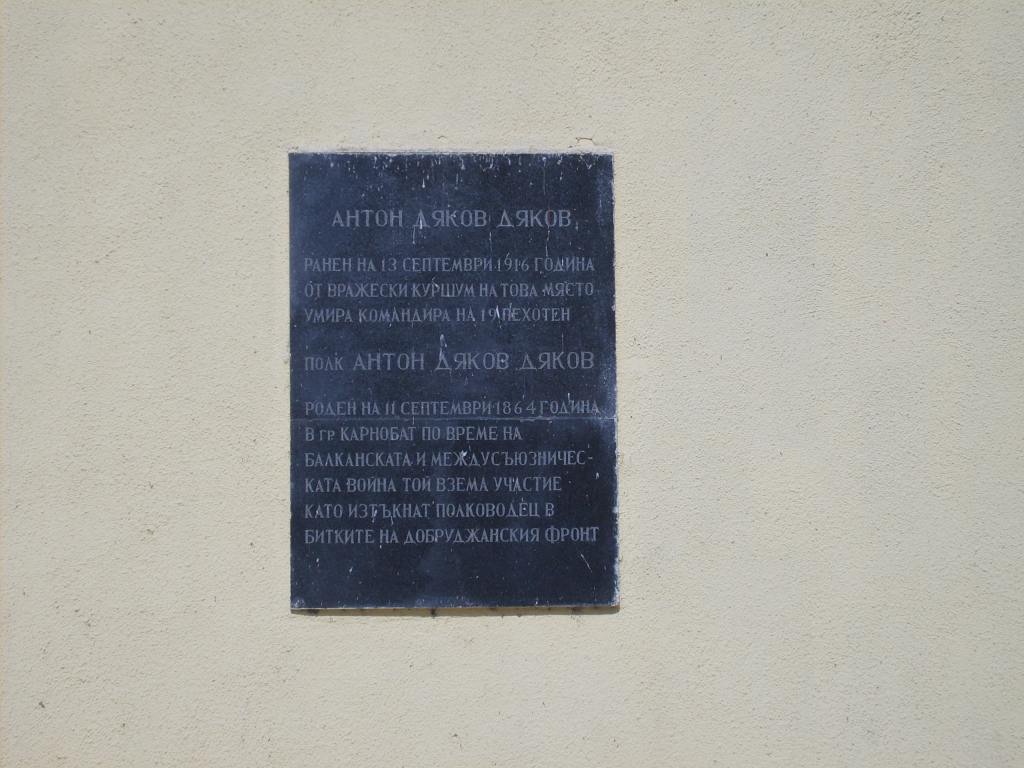 АНТОН ДЯКОВ ДЯКОВ
РАНЕН НА 13 СЕПТЕМВРИ 1916 ГОДИНА
ОТ ВРАЖЕСКИ КУРШУМ НА ТОВА МЯСТО
УМИРА КОМАНДИРА НА 19 ПЕХОТЕН
ПОЛК АНТОН ДЯКОВ ДЯКОВ
РОДЕН НА 11 СЕПТЕМВРИ 1864 ГОДИНА
В гр КАРНОБАТ ПО ВРЕМЕ НА
БАЛКАНСКАТА И МЕЖДУСЪЮЗНИЧЕС-
КАТА ВОЙНА ТОЙ ВЗЕМА УЧАСТИЕ
КАТО ИЗТЪКНАТ ПОЛКОВОДЕЦ В
БИТКИТЕ НА ДОБРУДЖАНСКИЯ ФРОНТ